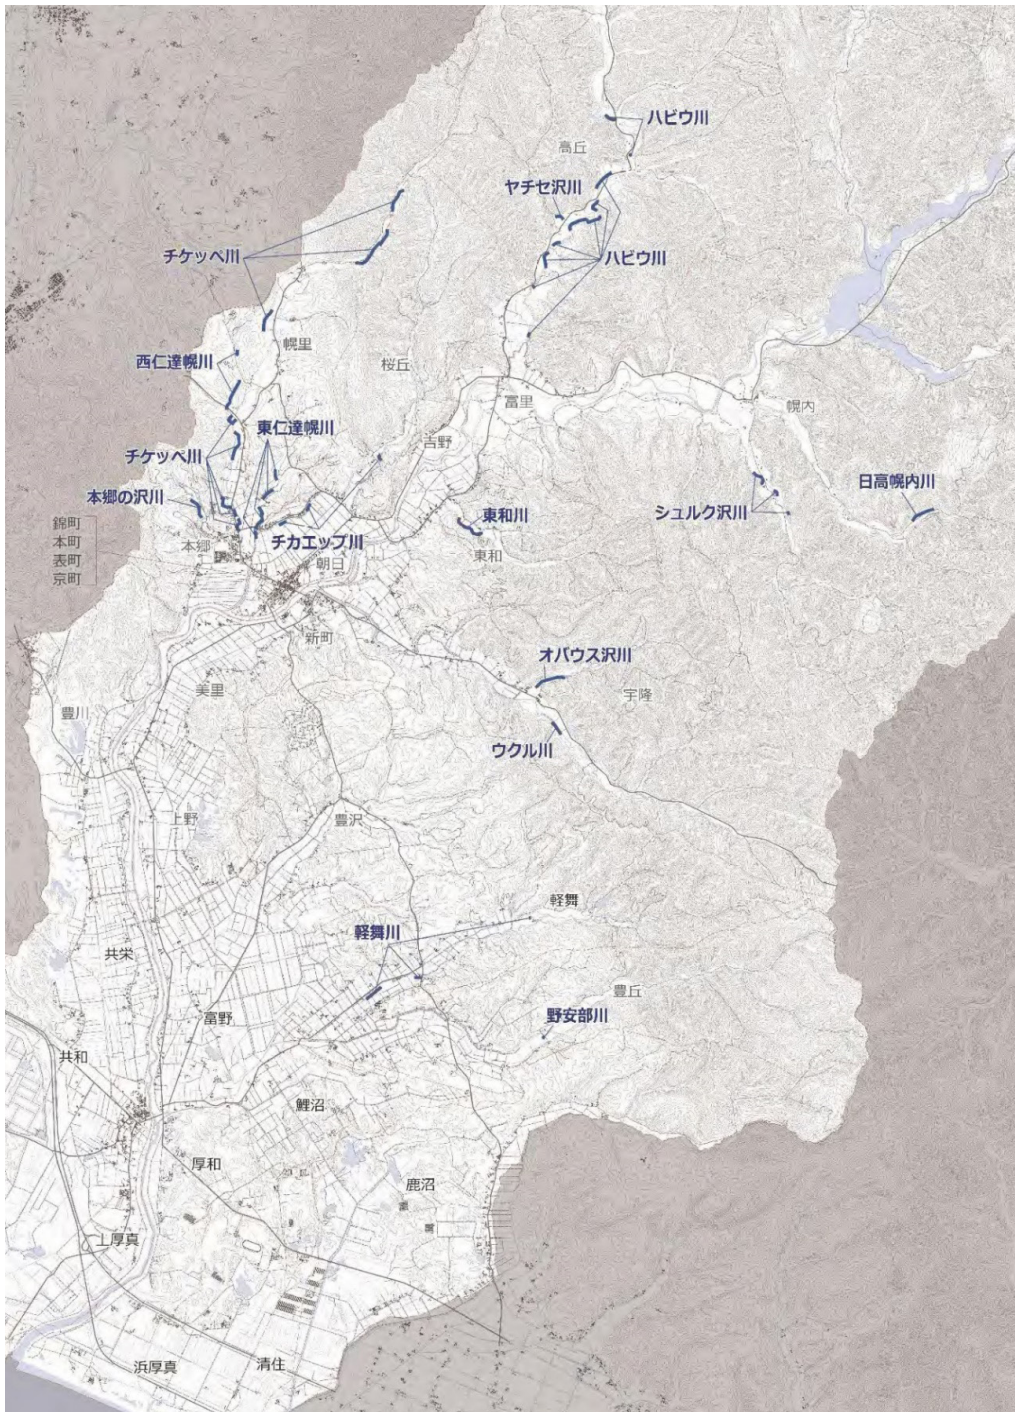 ハビウ川
高丘
ヤチセ沢川
チケッペ川
ハビウ川
幌里
西仁達幌川
桜丘
富里
幌内
東仁達幌川
吉野
チケッペ川
日高幌内川
本郷の沢川
シュルク沢川
東和川
錦町
本町
表町
京町
本郷
チカエップ川
東和
朝日
新町
オバウス沢川
美里
宇隆
豊川
ウクル川
上野
豊沢
軽舞
軽舞川
共栄
豊丘
富野
野安部川
共和
鯉沼
厚和
鹿沼
上厚真
浜厚真
清住